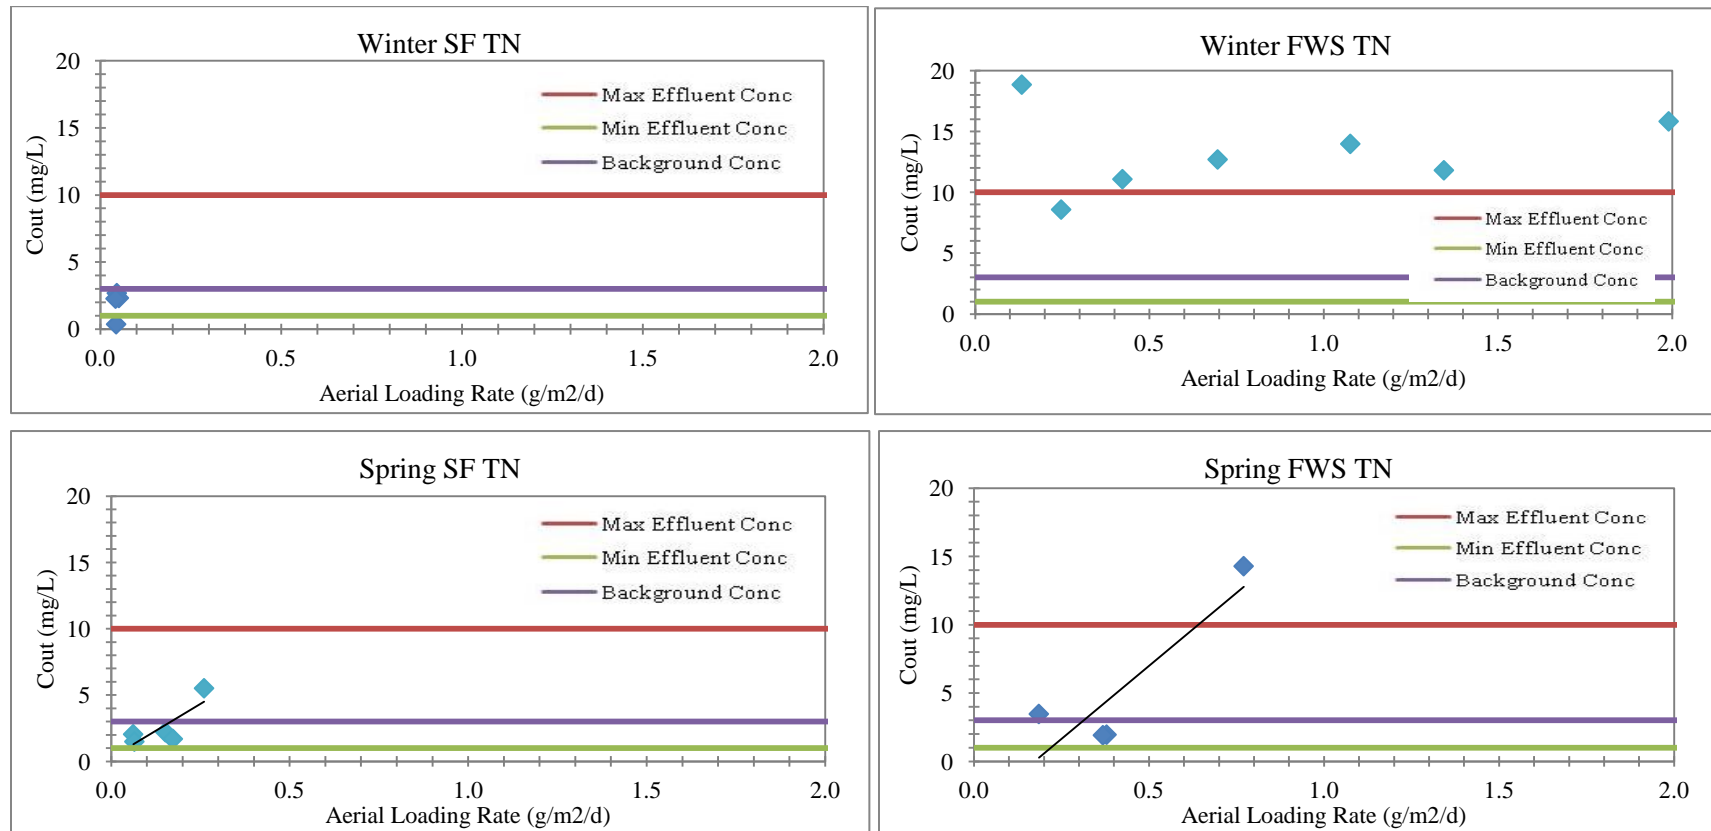 Winter SF TN
20
15
10
5
0
Cout (mg/L)
Max Effluent Conc
Min Effluent Conc
Background Conc
0.0 0.5 1.0 1.5 2.0
Aerial Loading Rate (g/m2/d)
Winter FWS TN
20
15
10
5
0
Cout (mg/L)
Max Effluent Conc
Min Effluent Conc
Background Conc
0.0 0.5 1.0 1.5 2.0
Aerial Loading Rate (g/m2/d)
Spring SF TN
20
15
10
5
0
Cout (mg/L)
Max Effluent Conc
Min Effluent Conc
Background Conc
0.0 0.5 1.0 1.5 2.0
Aerial Loading Rate (g/m2/d)
Spring FWS TN
20
15
10
5
0
Cout (mg/L)
Max Effluent Conc
Min Effluent Conc
Background Conc
0.0 0.5 1.0 1.5 2.0
Aerial Loading Rate (g/m2/d)